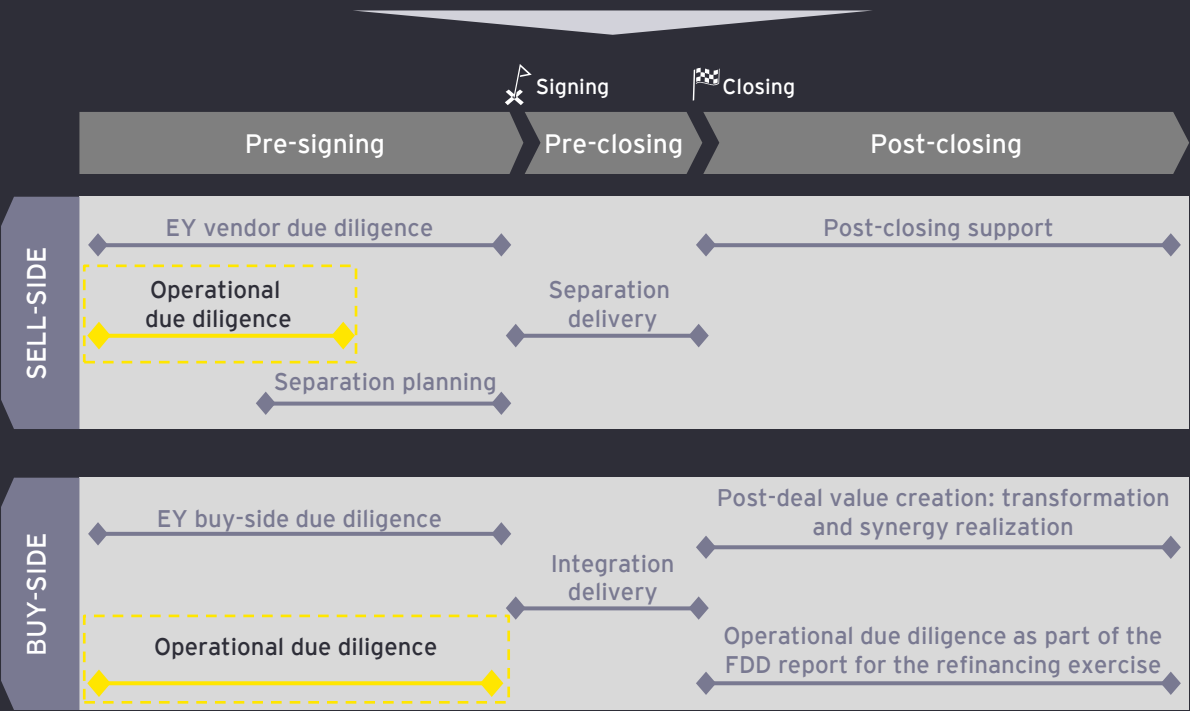 Signing
Closing
Pre-signing
Pre-closing
Post-closing
SELL-SIDE
EY vendor due diligence
Post-closing support
Operational
due diligence
Separation
delivery
Separation planning
BUY-SIDE
EY buy-side due diligence
Post-deal value creation: transformation
and synergy realization
Integration
delivery
Operational due diligence
Operational due diligence as part of the
FDD report for the refinancing exercise